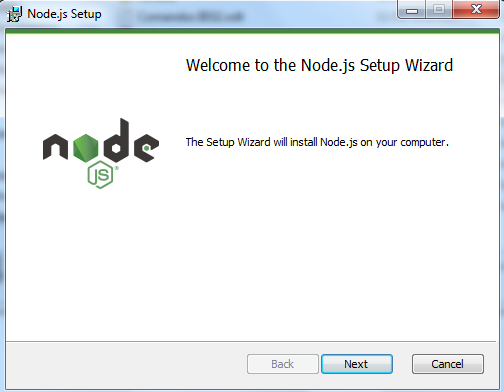 Node.js Setup
Welcome to the Node.js Setup Wizard
The Setup Wizard will install Node.js on your computer.
node
JS
Back
Next
Cancel